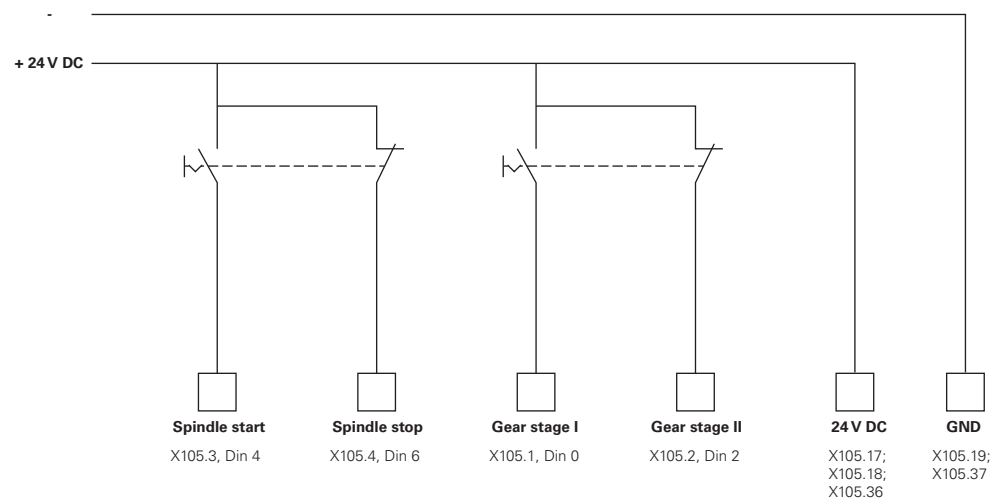 -
+ 24 V DC
Spindle start
X105.3, Din 4
Spindle stop
X105.4, Din 6
Gear stage I
X105.1, Din 0
Gear stage II
X105.2, Din 2
24 V DC
X105.17;
X105.18;
X105.36
GND
X105.19;
X105.37